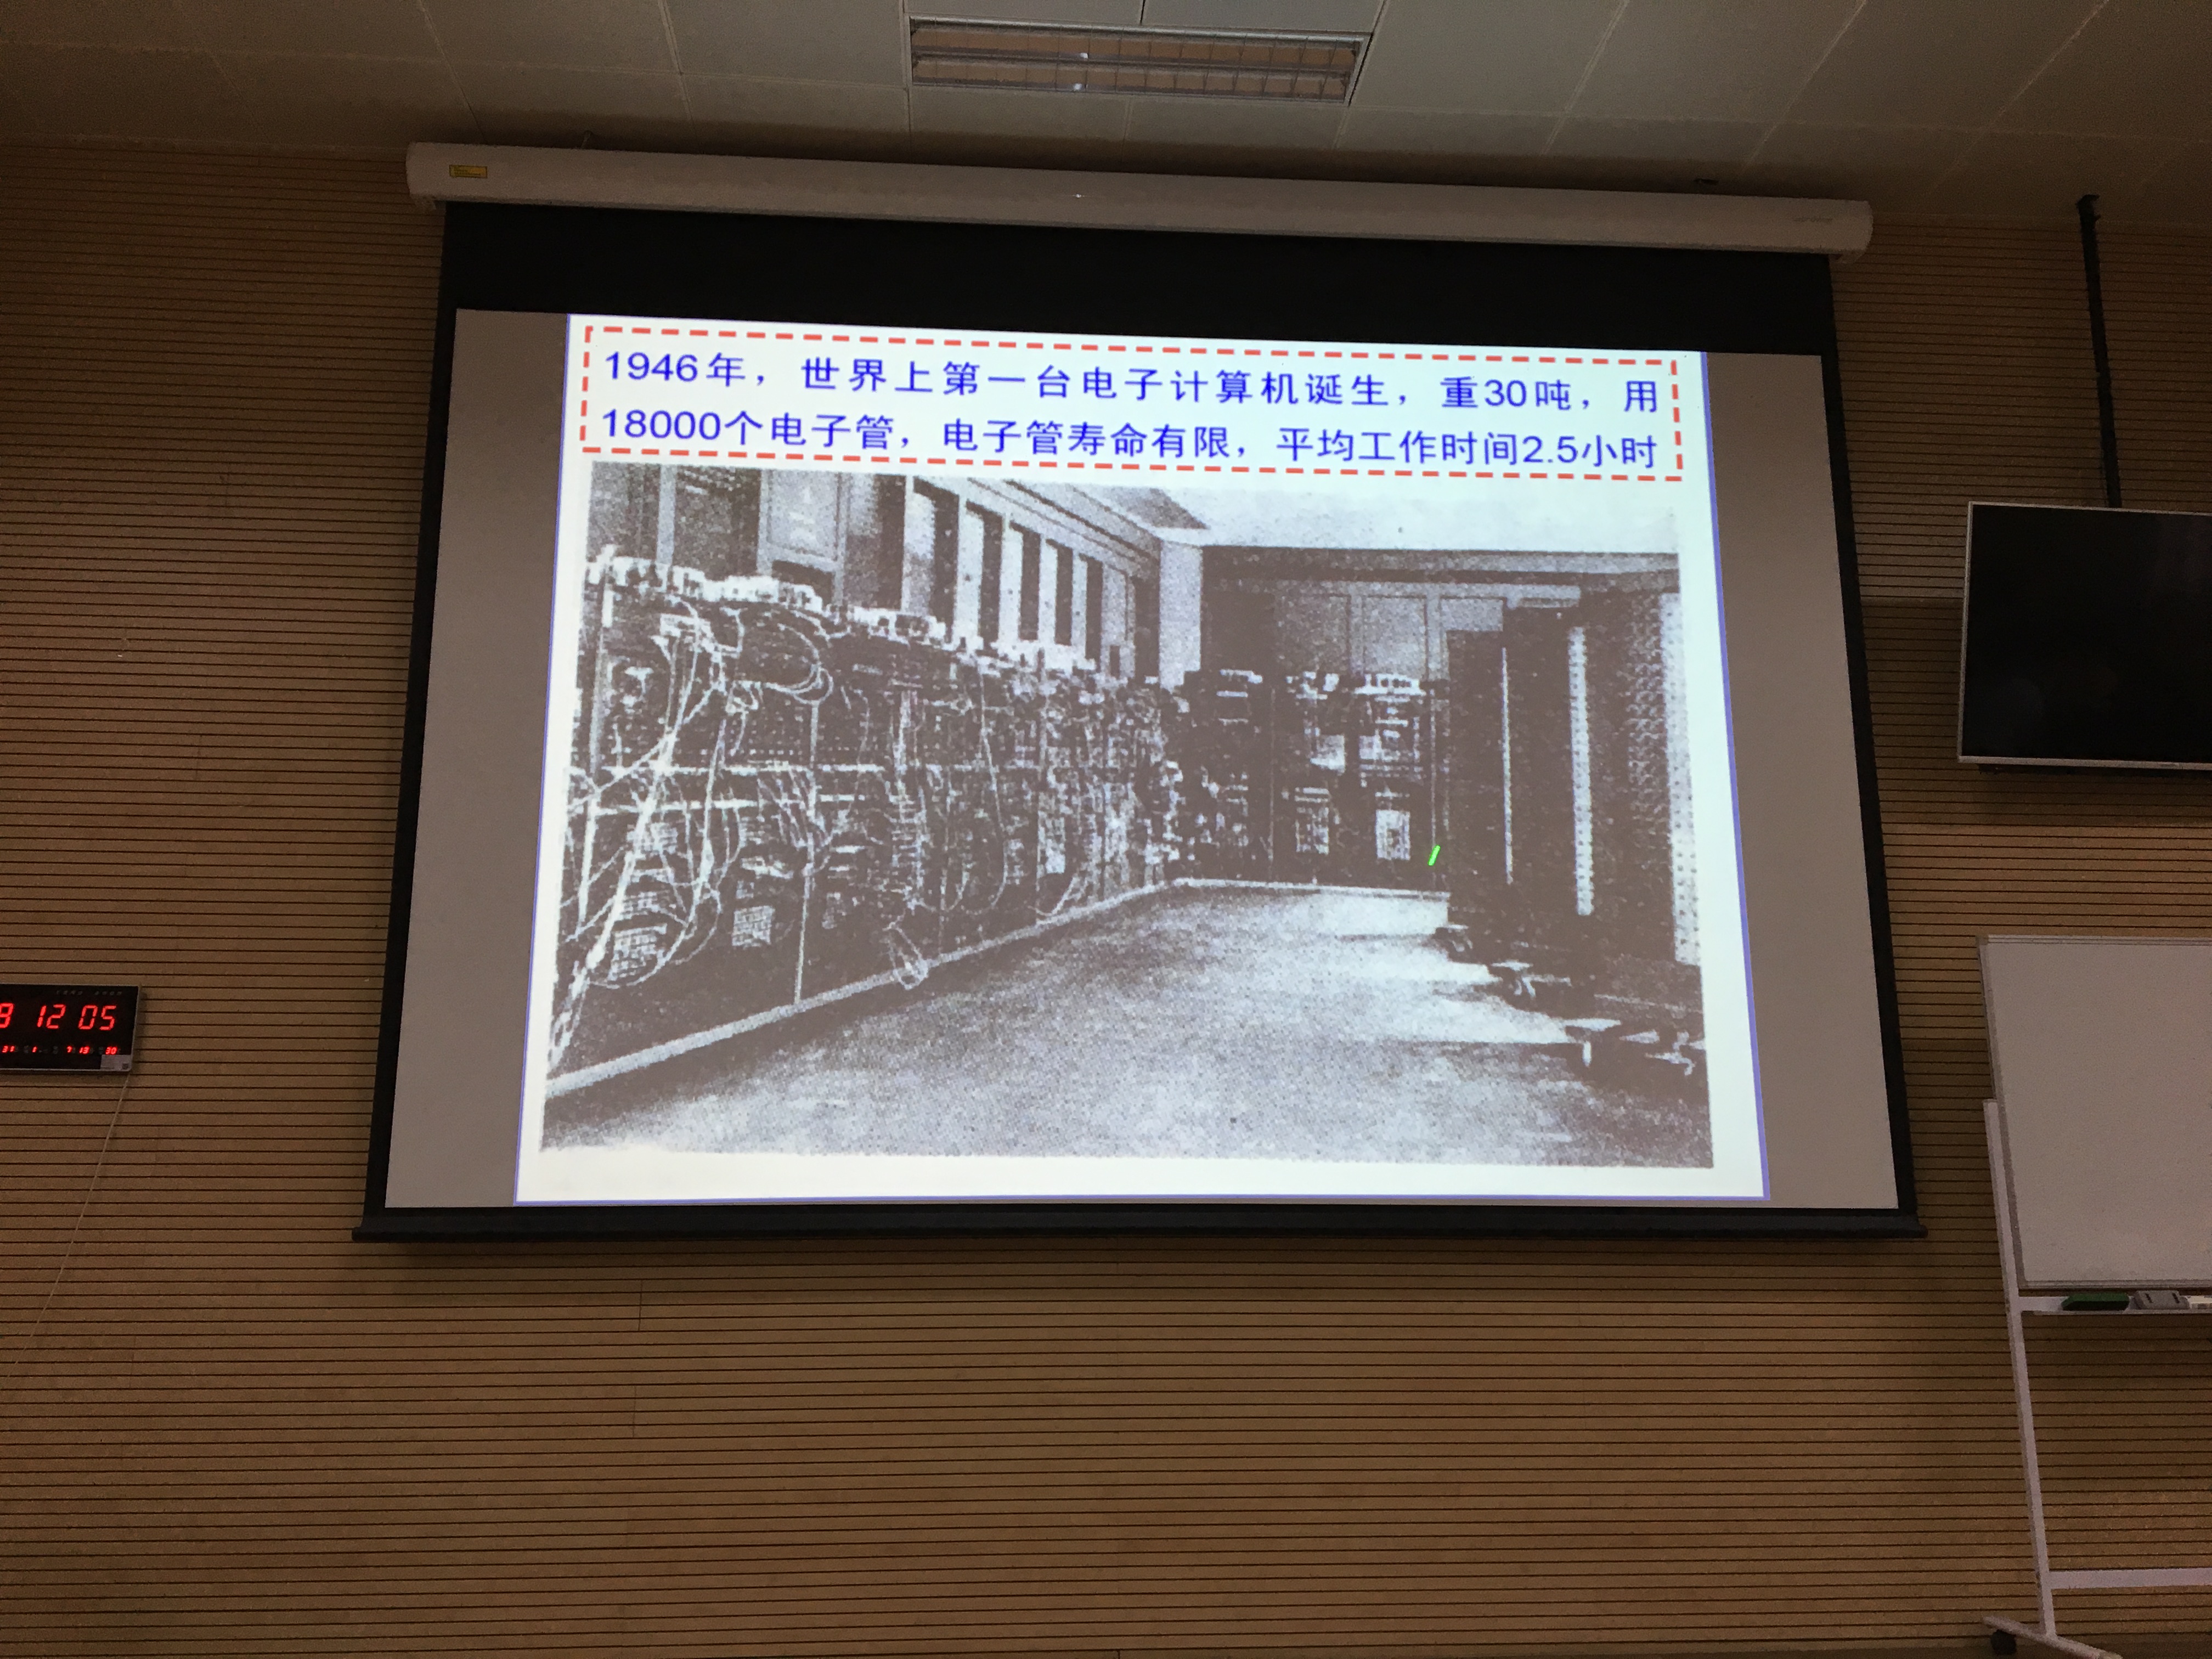 1946年，世界上第一台电子计算机诞生，重30吨，用
18000个电子管，电子管寿命有限，平均工作时间2.5小时
12 05